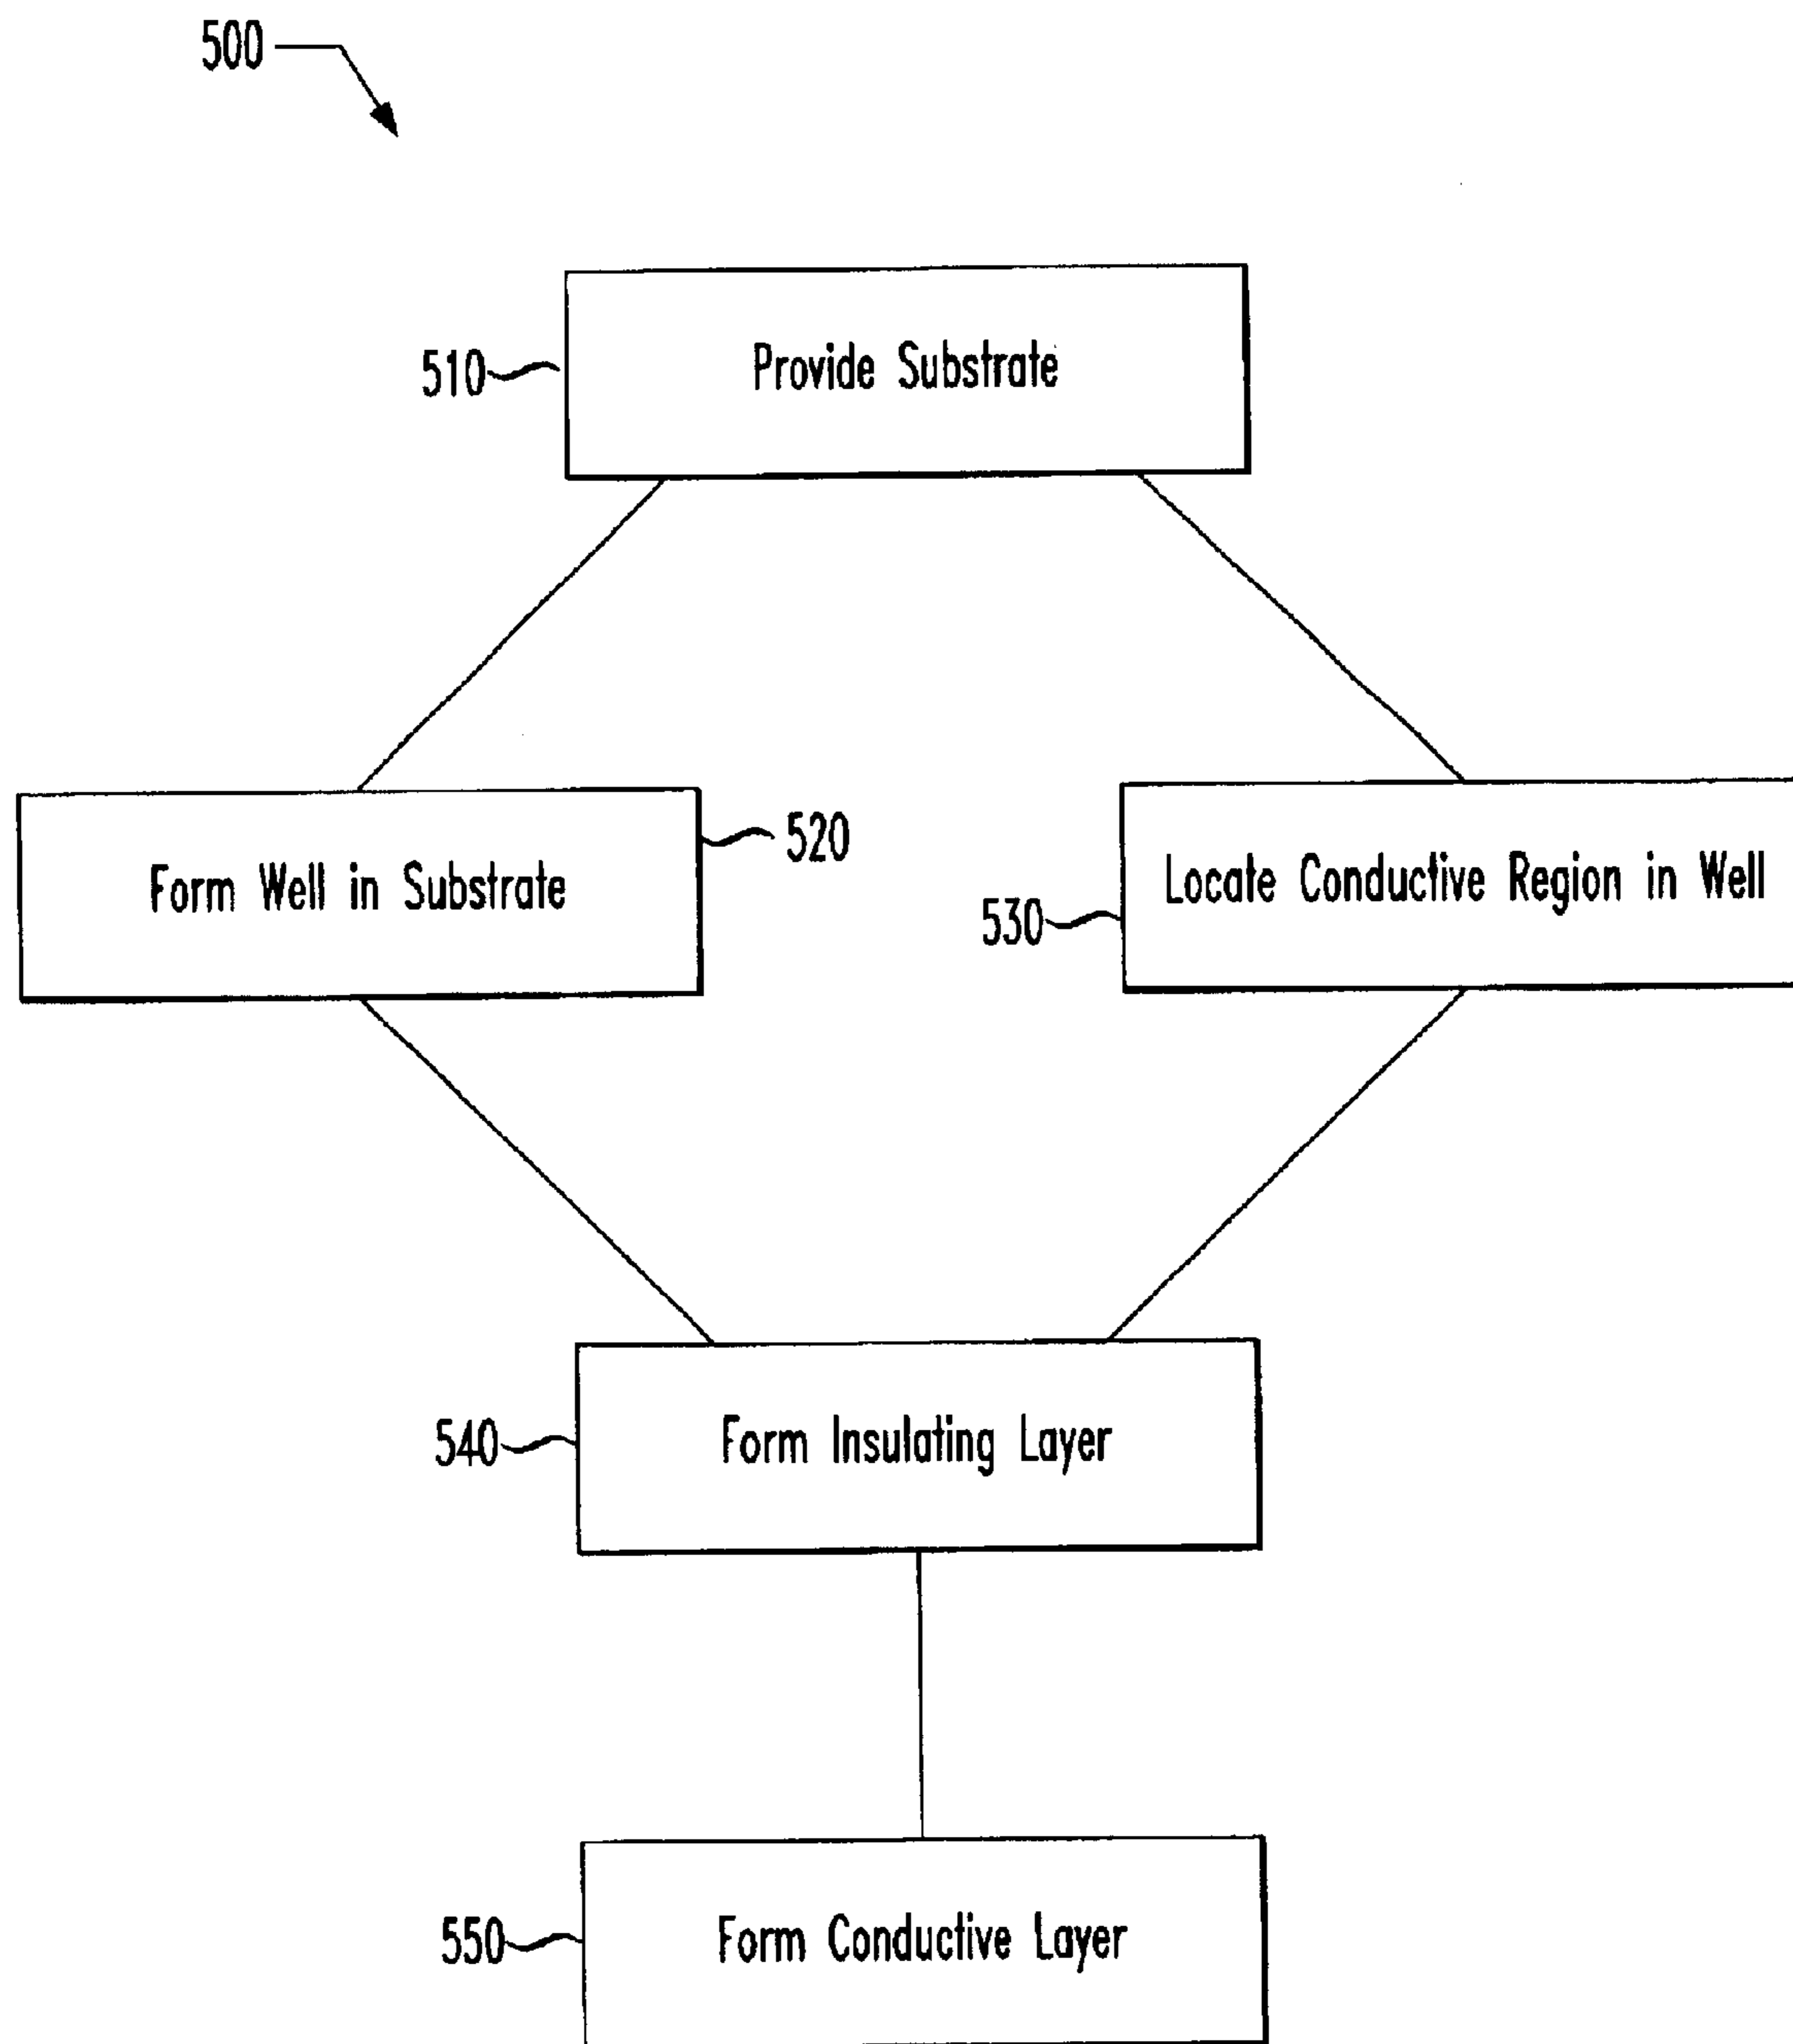 500
510
Provide Substrate
Form Well in Substrate
520
530
Locate Conductive Region in Well
540
Form Insulating Layer
550
Form Conductive Layer